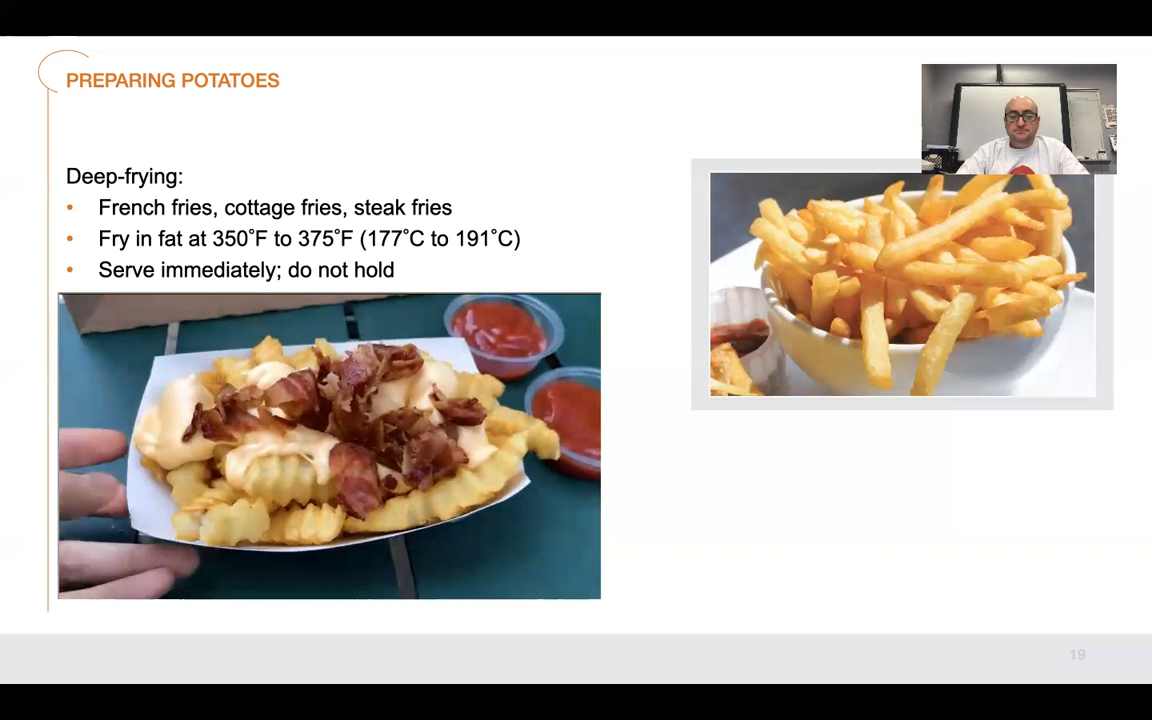 PREPARING POTATOES
Deep-frying:
• French fries, cottage fries, steak fries
• Fry in fat at 350˚F to 375˚F (177˚C to 191˚C)
• Serve immediately; do not hold
19